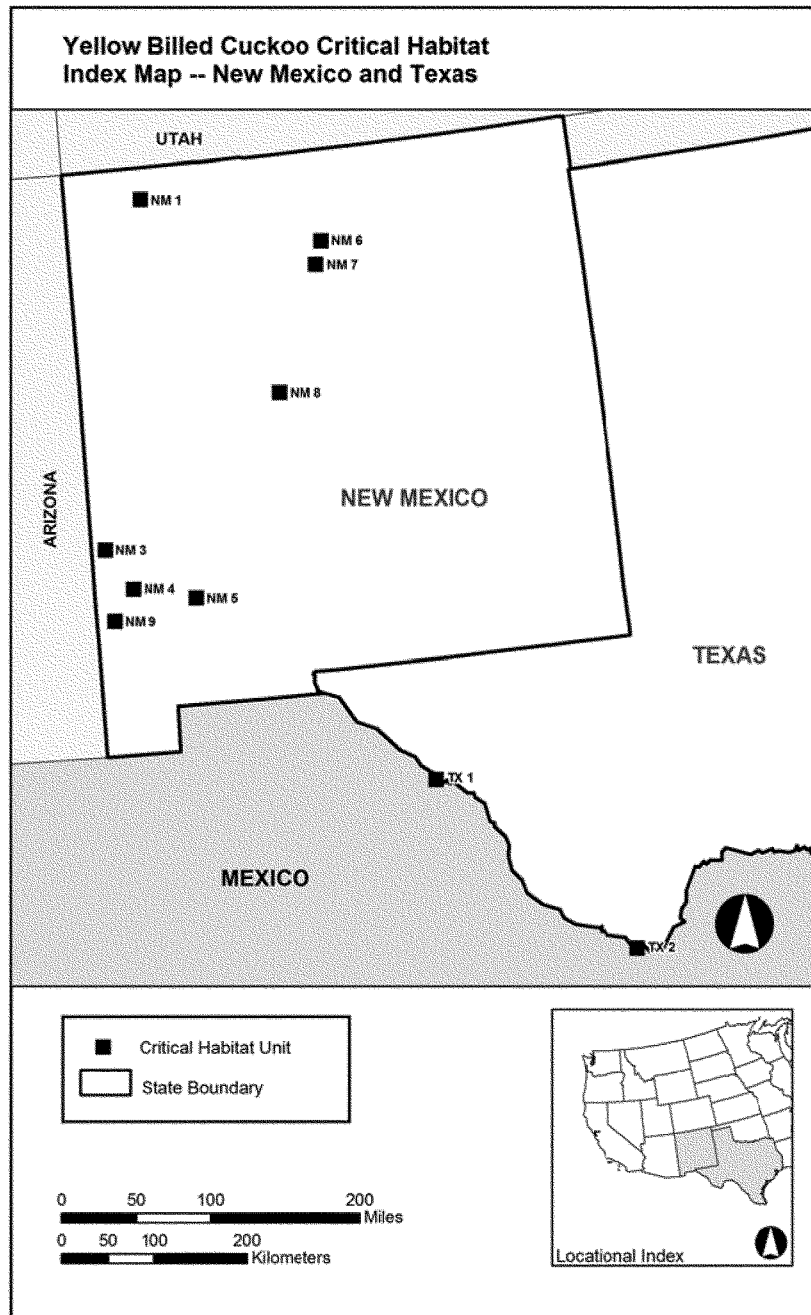 Yellow Billed Cuckoo Critical Habitat
Index Map -- New Mexico and Texas
UTAH
NM 1
NM 6
NM 7
NM 8
ARIZONA
NEW MEXICO
NM 3
NM 4
NM 5
NM 9
TEXAS
TX 1
MEXICO
TX 2
Critical Habitat Unit
State Boundary
0 50 100 200
Miles
0 50 100 200
Kilometers
Locational Index